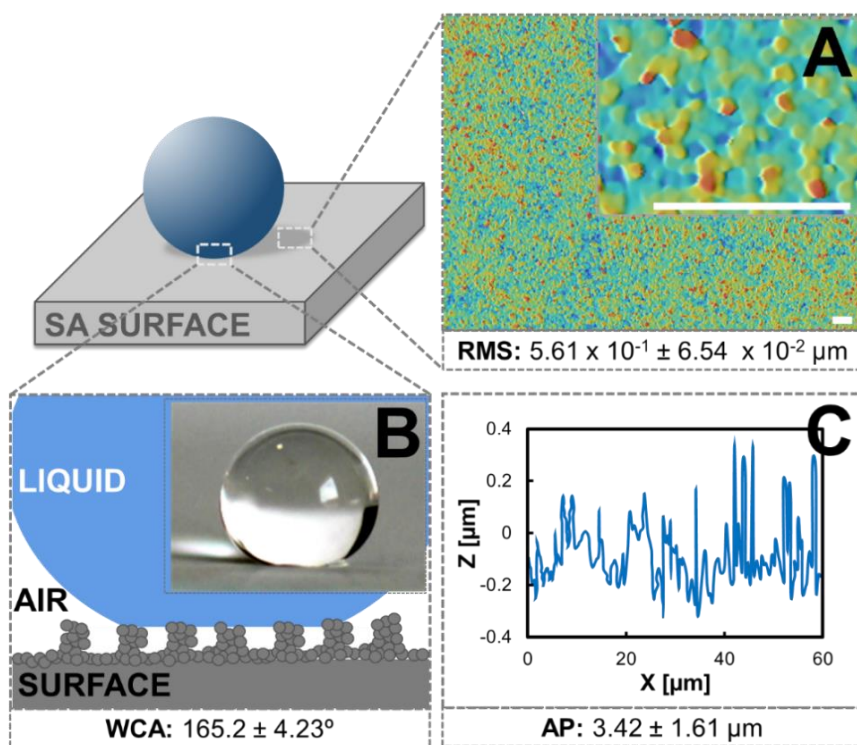 A
SA SURFACE
RMS: 5.61 x 10⁻¹ ± 6.54 x 10⁻² µm
B
LIQUID
AIR
SURFACE
WCA: 165.2 ± 4.23º
C
0.4
0.2
0
-0.2
-0.4
Z [µm]
0 20 40 60
X [µm]
AP: 3.42 ± 1.61 µm